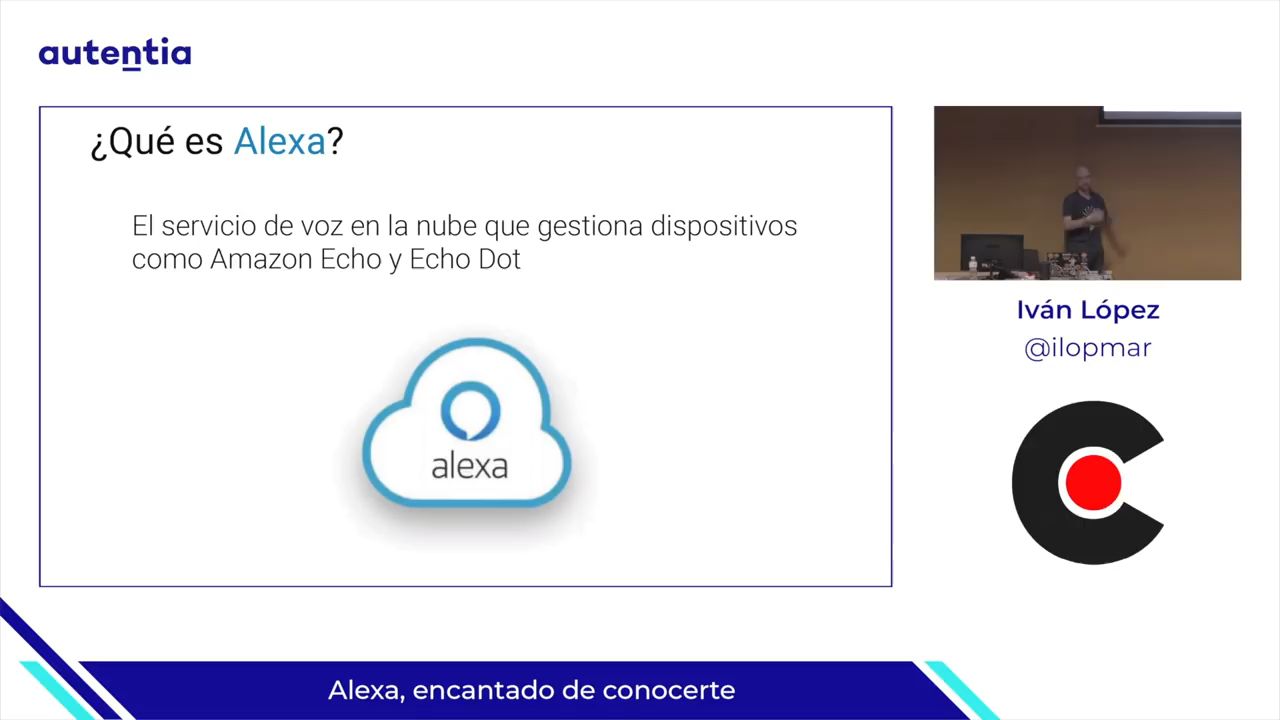 autentia
¿Qué es Alexa?
El servicio de voz en la nube que gestiona dispositivos
como Amazon Echo y Echo Dot
alexa
Iván López
@ilopmar
Alexa, encantado de conocerte